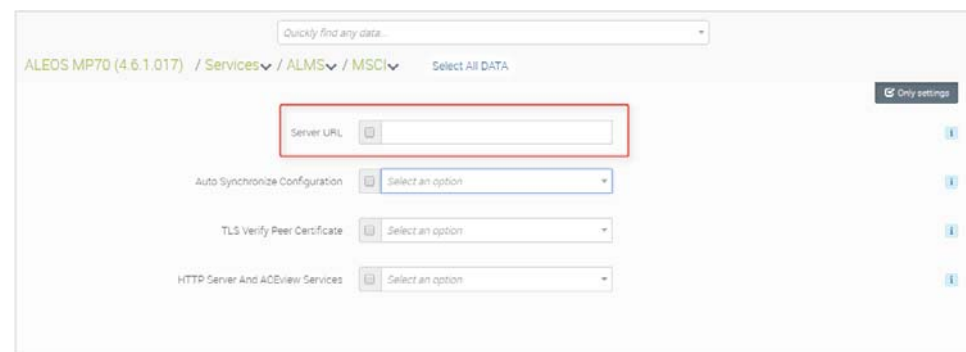 Quickly find any data...
ALEOS MP70 (4.6.1.017) / Services / ALMS / MSCI Select All DATA
Only settings
Server URL
Auto Synchronize Configuration Select an option
TLS Verify Peer Certificate Select an option
HTTP Server And ACEview Services Select an option